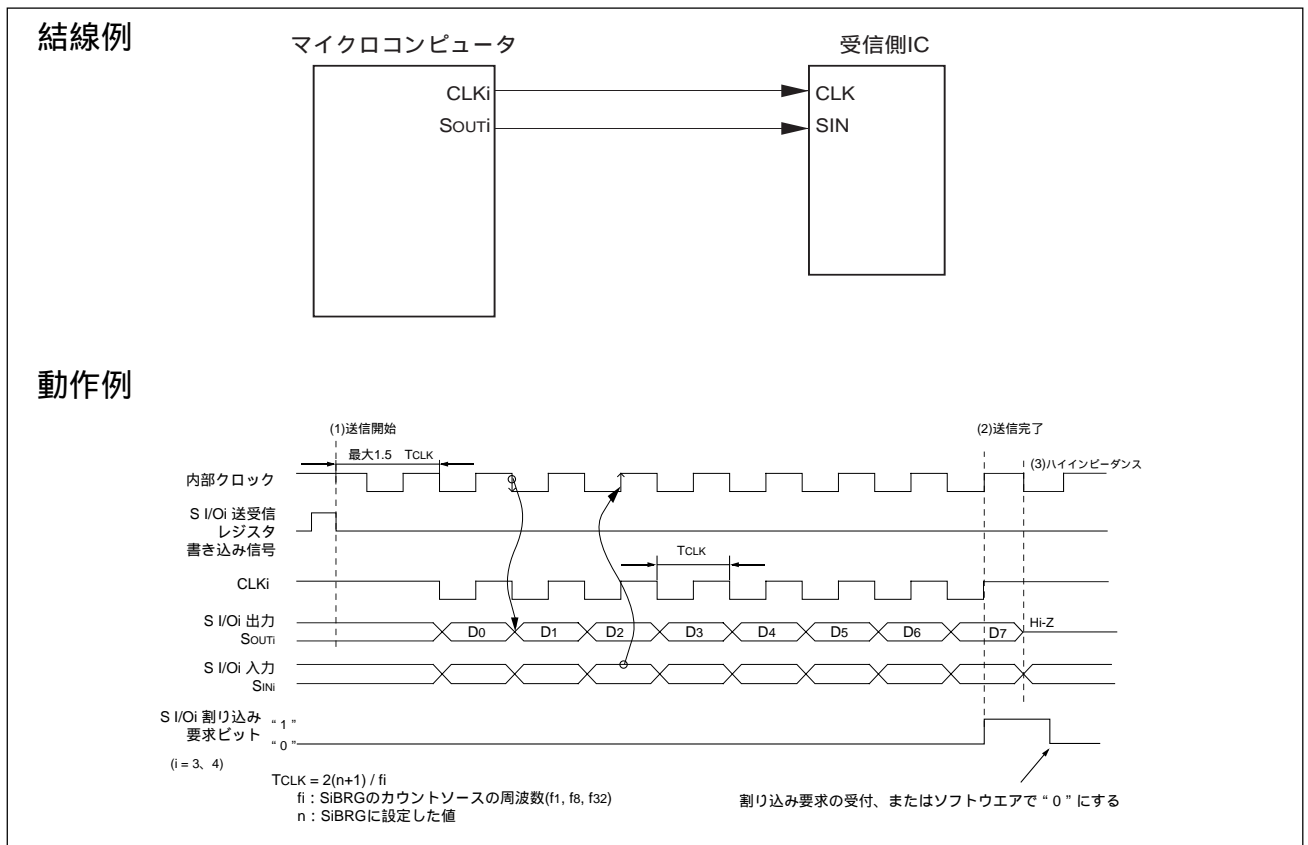 結線例
マイクロコンピュータ
受信側IC
CLKi
CLK
SOUTi
SIN
動作例
(1)送信開始
(2)送信完了
最大1.5 TCLK
(3)ハイインピーダンス
内部クロック
S I/Oi 送受信
レジスタ
書き込み信号
TCLK
CLKi
S I/Oi 出力
SOUTi
D0 D1 D2 D3 D4 D5 D6 D7
Hi-Z
S I/Oi 入力
SINi
S I/Oi 割り込み
要求ビット
“ 1 ”
“ 0 ”
(i = 3、4)
TCLK = 2(n+1) / fi
fi : SiBRGのカウントソースの周波数(f1, f8, f32)
n : SiBRGに設定した値
割り込み要求の受付、またはソフトウエアで “ 0 ” にする